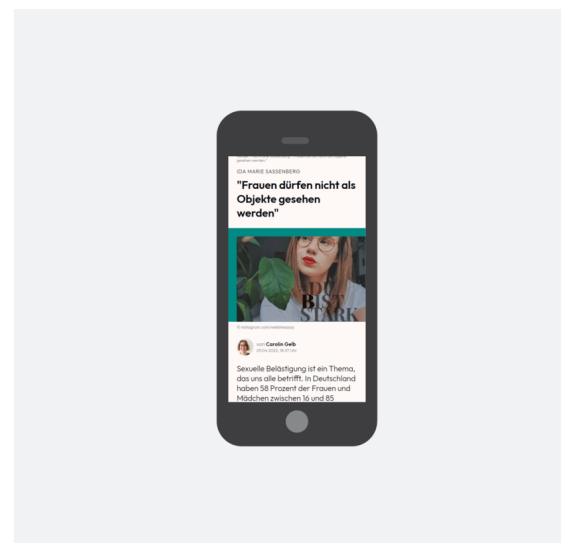 gesehen werden."
IDA MARIE SASSENBERG
"Frauen dürfen nicht als
Objekte gesehen
werden"
DU
BIST
STARK
von Carolin Gelb
Sexuelle Belästigung ist ein Thema,
das uns alle betrifft. In Deutschland
haben 58 Prozent der Frauen und
Mädchen zwischen 16 und 85